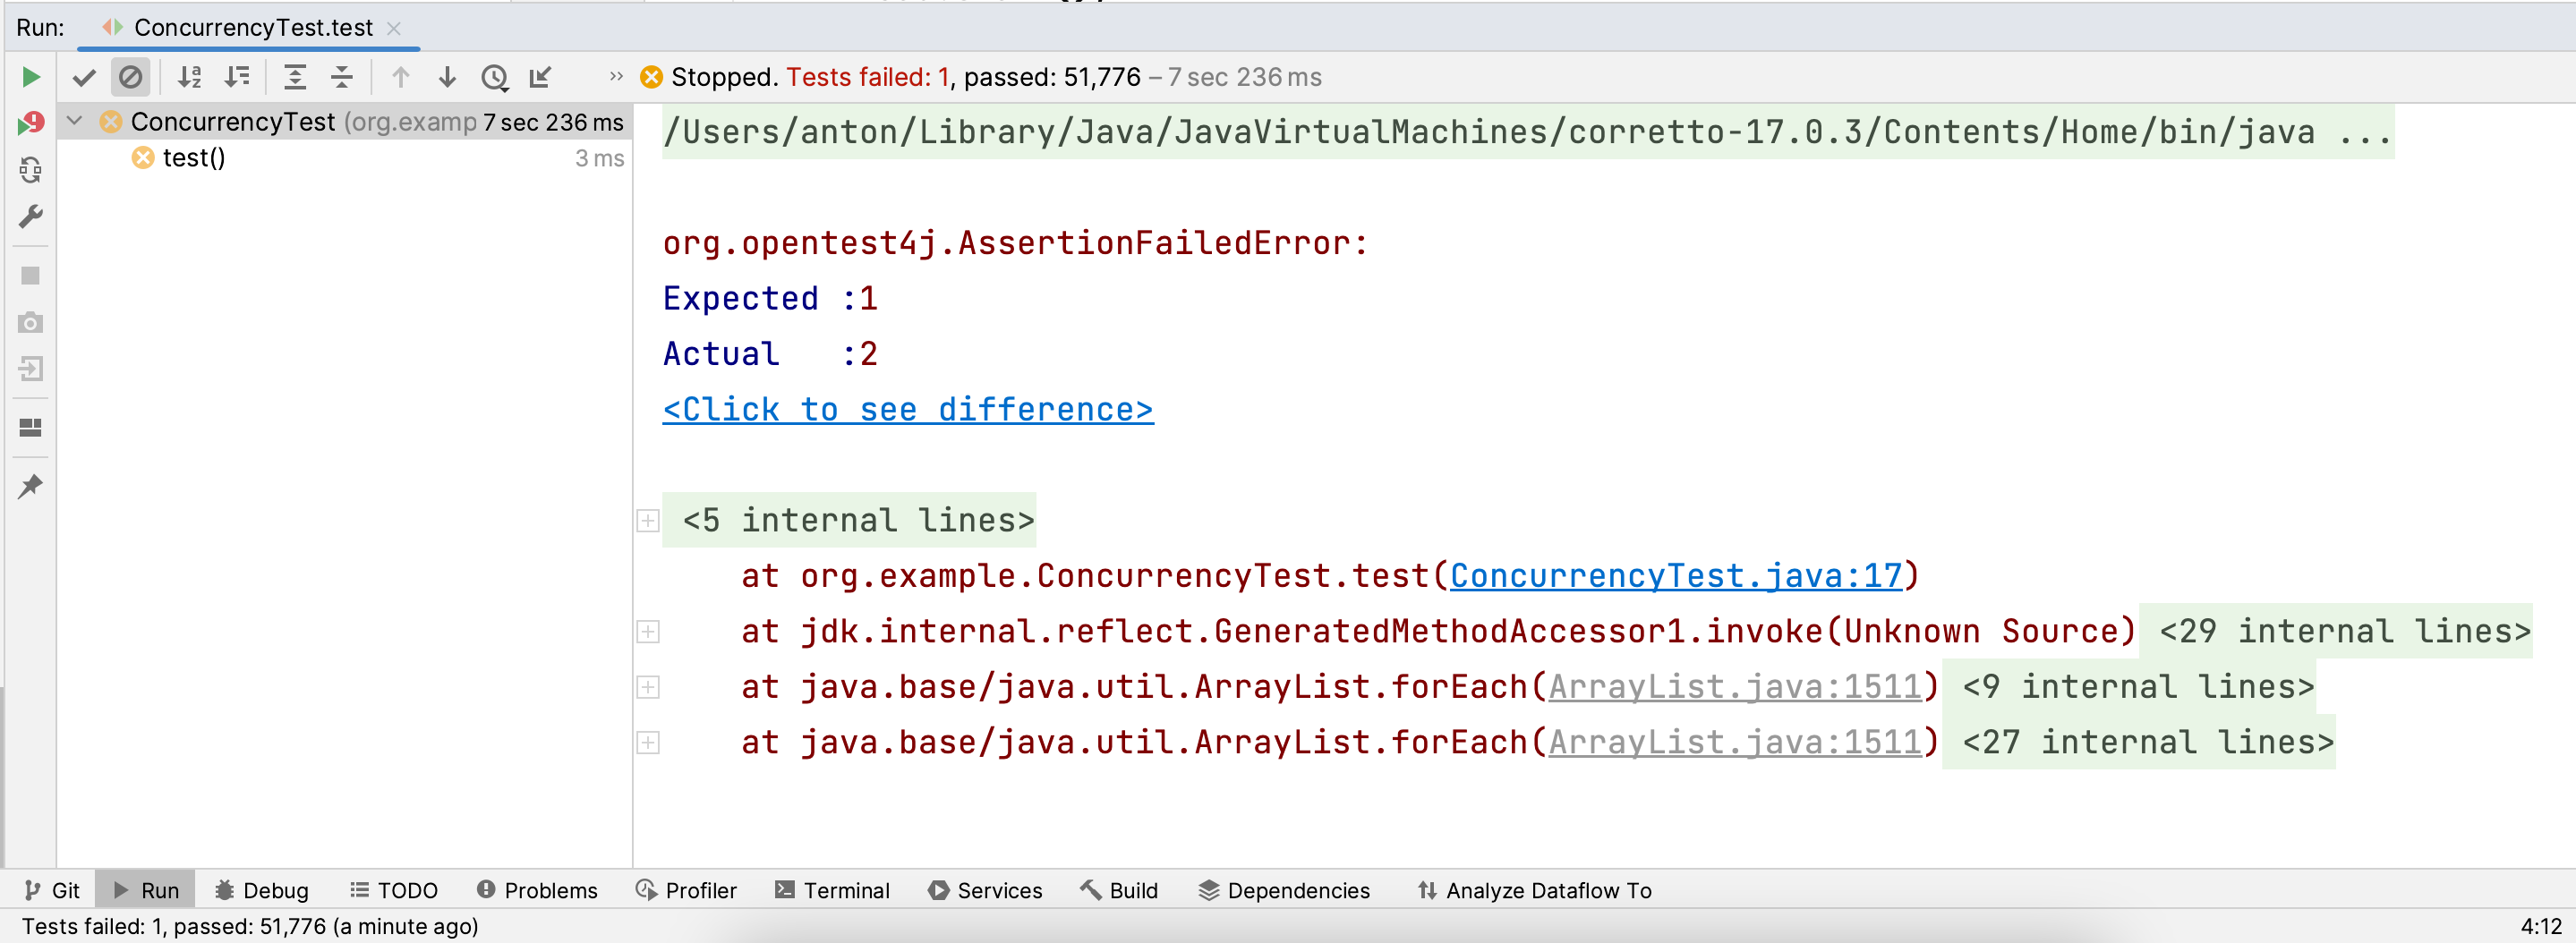 Run: ConcurrencyTest.test
Stopped. Tests failed: 1, passed: 51,776 – 7 sec 236 ms
ConcurrencyTest (org.examp 7 sec 236 ms
test() 3 ms
/Users/anton/Library/Java/JavaVirtualMachines/corretto-17.0.3/Contents/Home/bin/java ...
org.opentest4j.AssertionFailedError:
Expected :1
Actual   :2
<Click to see difference>
<5 internal lines>
at org.example.ConcurrencyTest.test(ConcurrencyTest.java:17)
at jdk.internal.reflect.GeneratedMethodAccessor1.invoke(Unknown Source) <29 internal lines>
at java.base/java.util.ArrayList.forEach(ArrayList.java:1511) <9 internal lines>
at java.base/java.util.ArrayList.forEach(ArrayList.java:1511) <27 internal lines>
Git Run Debug TODO Problems Profiler Terminal Services Build Dependencies Analyze Dataflow To
Tests failed: 1, passed: 51,776 (a minute ago) 4:12